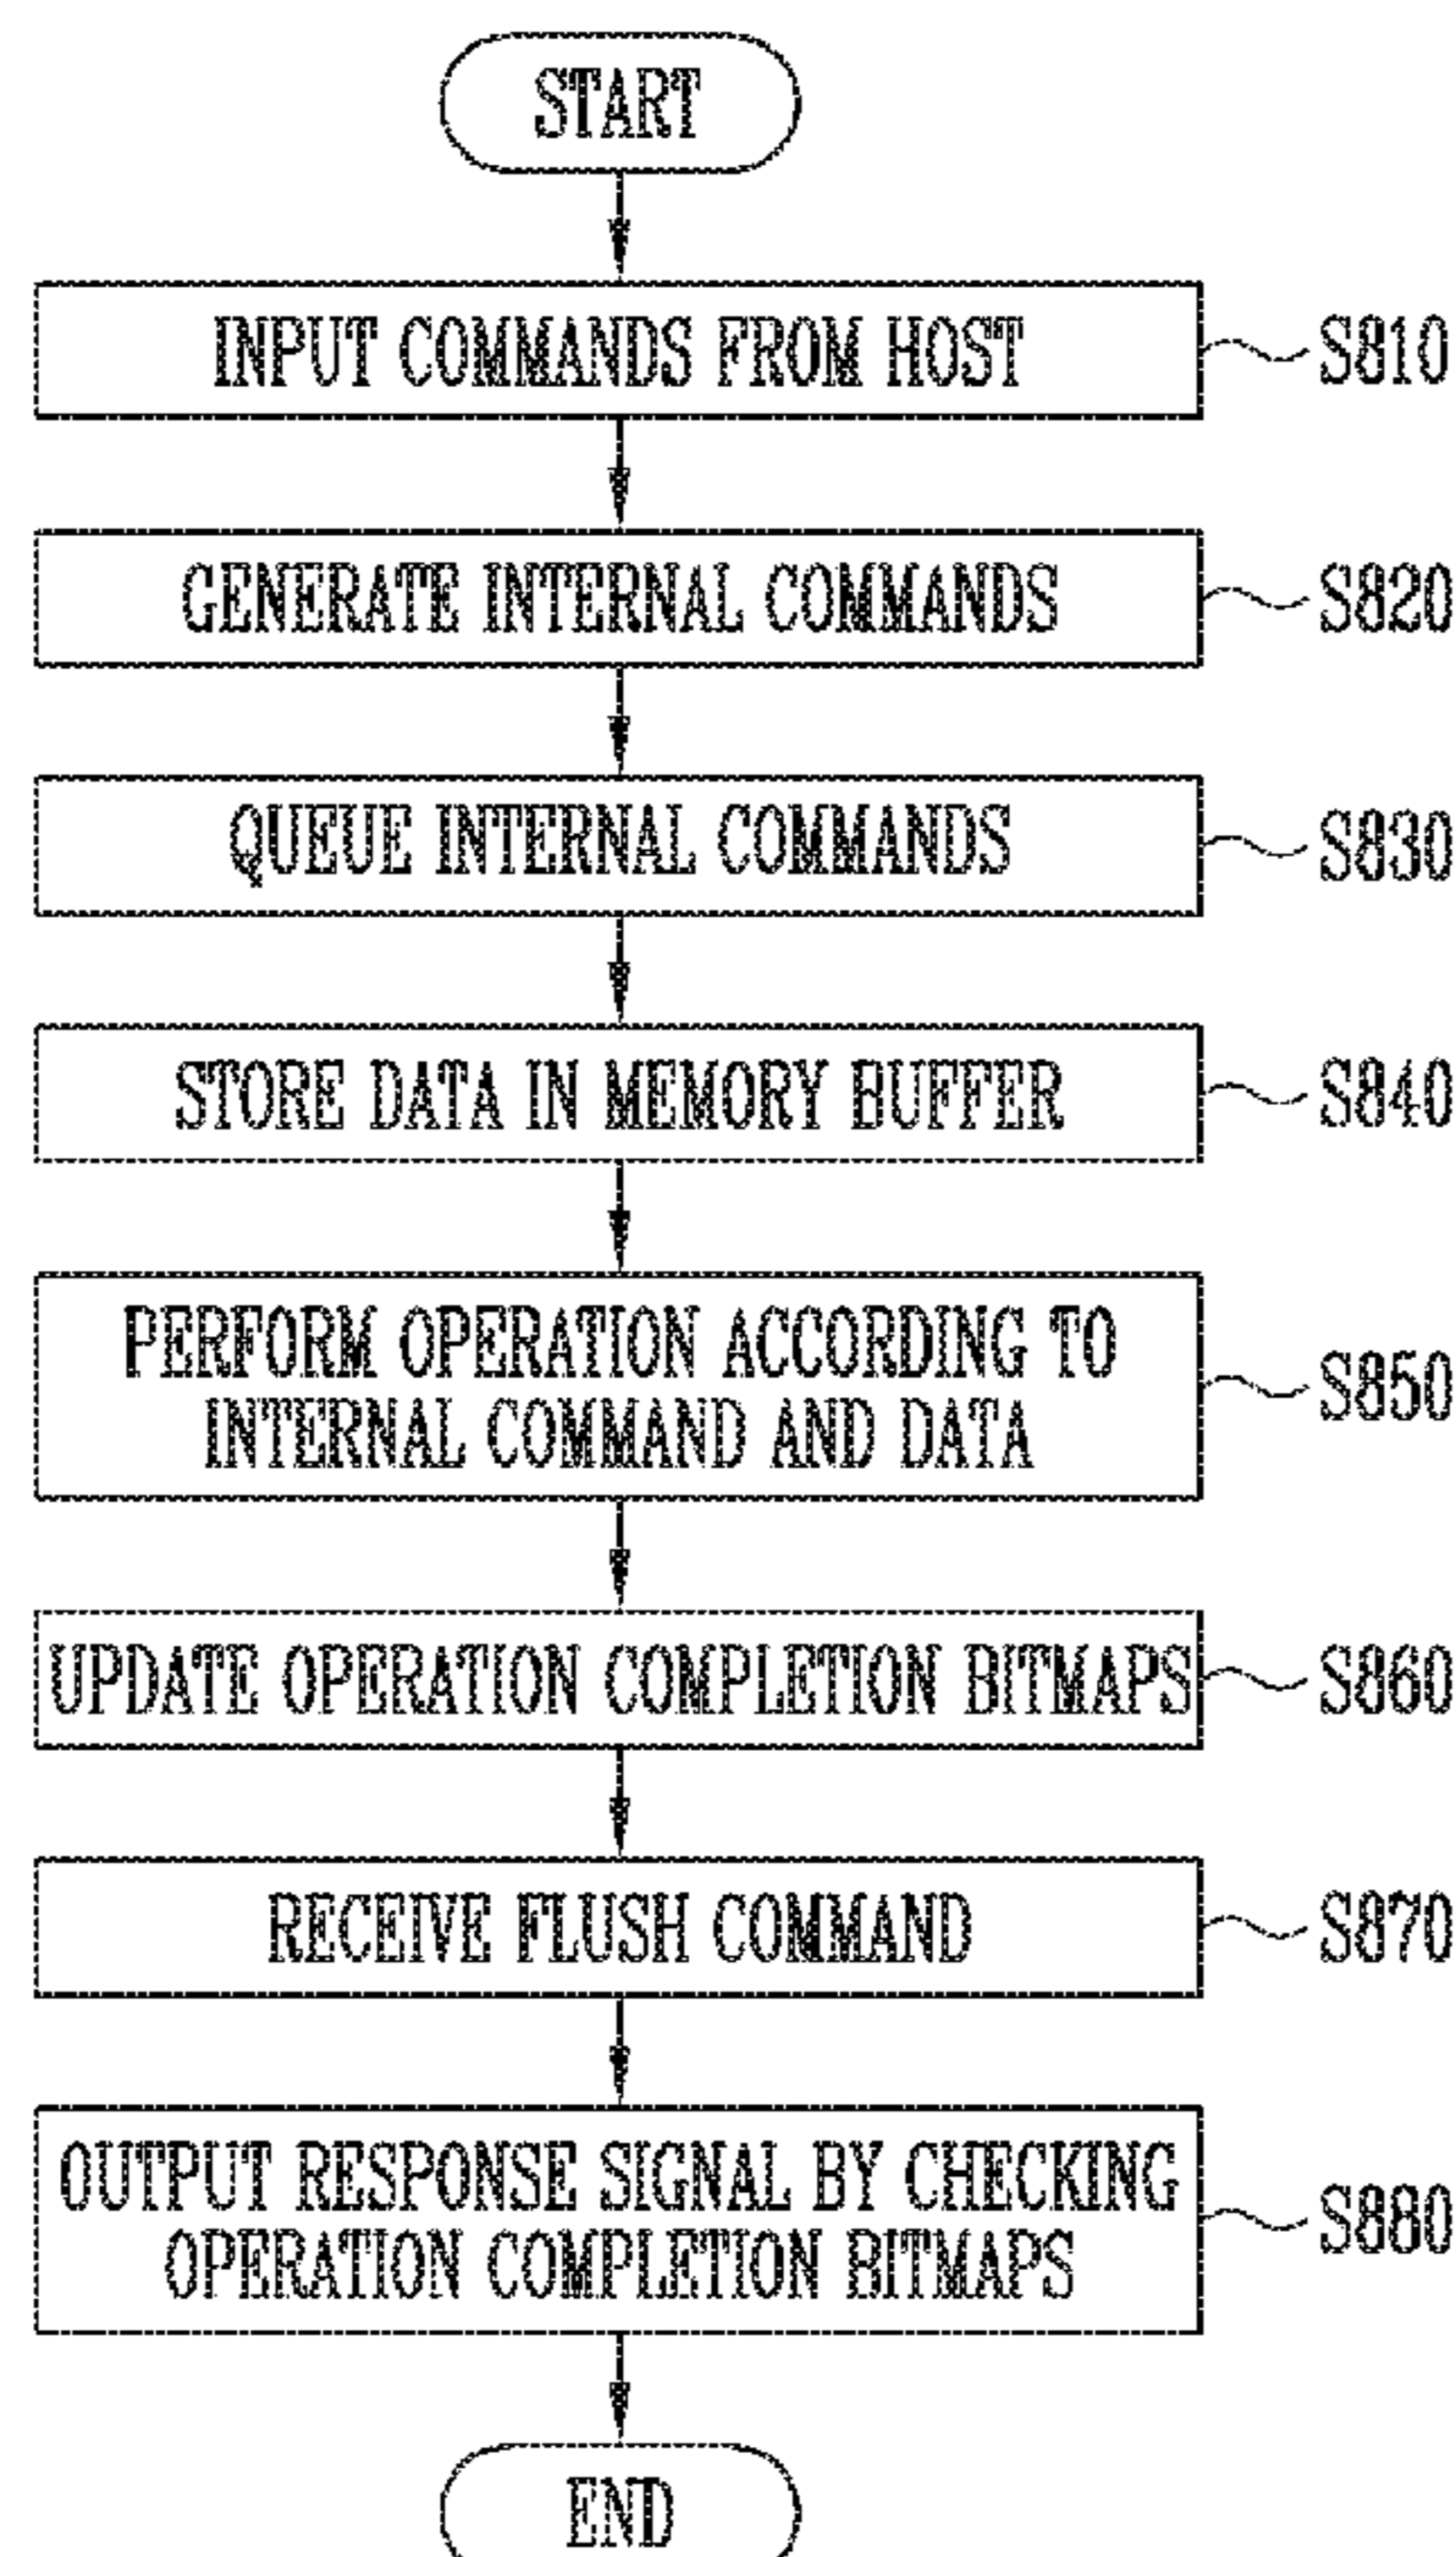 START
INPUT COMMANDS FROM HOST
S810
GENERATE INTERNAL COMMANDS
S820
QUEUE INTERNAL COMMANDS
S830
STORE DATA IN MEMORY BUFFER
S840
PERFORM OPERATION ACCORDING TO
INTERNAL COMMAND AND DATA
S850
UPDATE OPERATION COMPLETION BITMAPS
S860
RECEIVE FLUSH COMMAND
S870
OUTPUT RESPONSE SIGNAL BY CHECKING
OPERATION COMPLETION BITMAPS
S880
END